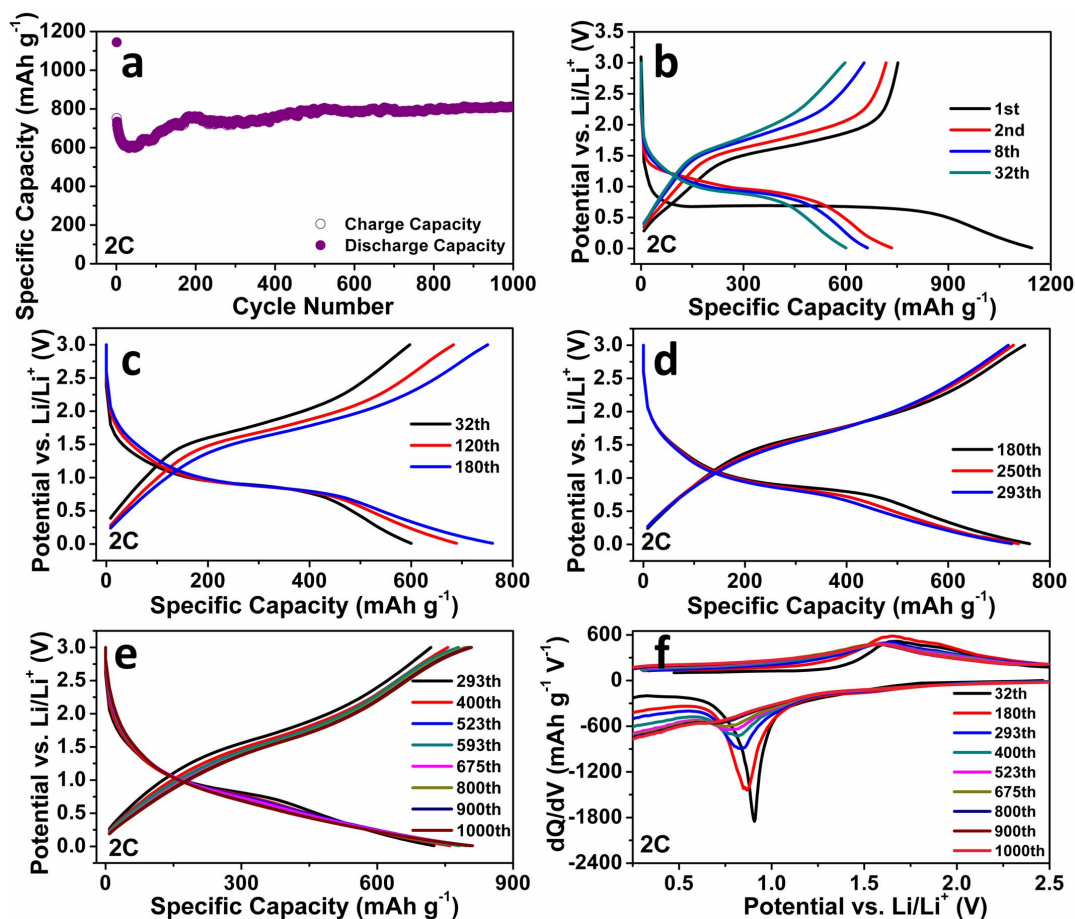 a
Specific Capacity (mAh g⁻¹)
1200
1000
800
600
400
200
0
0 200 400 600 800 1000
Cycle Number
Charge Capacity
Discharge Capacity
2C
b
Potential vs. Li/Li⁺ (V)
3.5
3.0
2.5
2.0
1.5
1.0
0.5
0.0
0 300 600 900 1200
Specific Capacity (mAh g⁻¹)
1st
2nd
8th
32th
2C
c
Potential vs. Li/Li⁺ (V)
3.0
2.5
2.0
1.5
1.0
0.5
0.0
0 200 400 600 800
Specific Capacity (mAh g⁻¹)
32th
120th
180th
2C
d
Potential vs. Li/Li⁺ (V)
3.0
2.5
2.0
1.5
1.0
0.5
0.0
0 200 400 600 800
Specific Capacity (mAh g⁻¹)
180th
250th
293th
2C
e
Potential vs. Li/Li⁺ (V)
3.0
2.5
2.0
1.5
1.0
0.5
0.0
0 300 600 900
Specific Capacity (mAh g⁻¹)
293th
400th
523th
593th
675th
800th
900th
1000th
2C
f
dQ/dV (mAh g⁻¹ V⁻¹)
600
0
-600
-1200
-1800
-2400
0.5 1.0 1.5 2.0 2.5
Potential vs. Li/Li⁺ (V)
32th
180th
293th
400th
523th
675th
800th
900th
1000th
2C